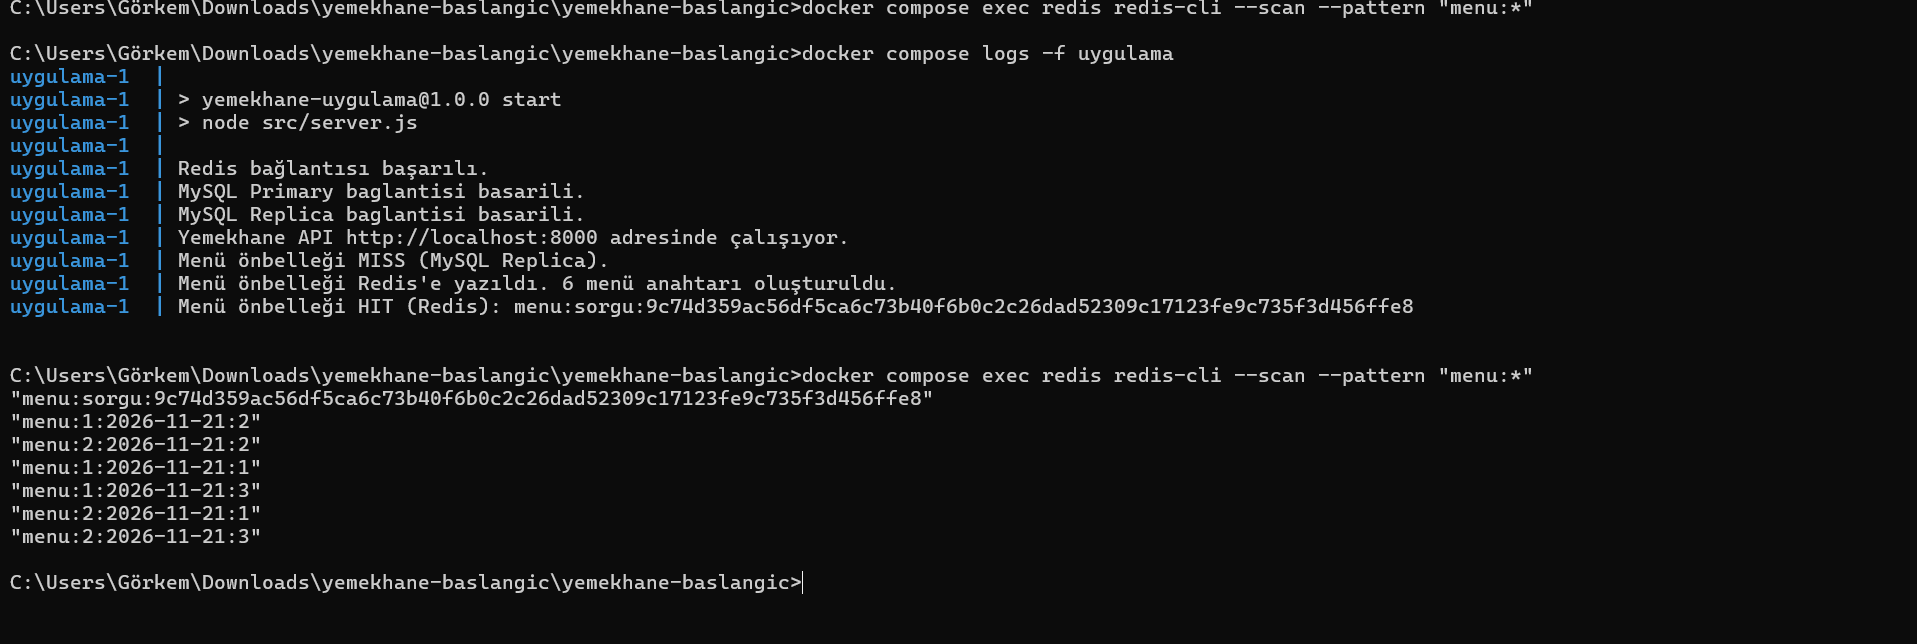 C:\Users\Görkem\Downloads\yemekhane-baslangic\yemekhane-baslangic>docker compose exec redis redis-cli --scan --pattern "menu:*"
C:\Users\Görkem\Downloads\yemekhane-baslangic\yemekhane-baslangic>docker compose logs -f uygulama
uygulama-1  |
uygulama-1  | > yemekhane-uygulama@1.0.0 start
uygulama-1  | > node src/server.js
uygulama-1  |
uygulama-1  | Redis bağlantısı başarılı.
uygulama-1  | MySQL Primary baglantisi basarili.
uygulama-1  | MySQL Replica baglantisi basarili.
uygulama-1  | Yemekhane API http://localhost:8000 adresinde çalışıyor.
uygulama-1  | Menü önbelleği MISS (MySQL Replica).
uygulama-1  | Menü önbelleği Redis'e yazıldı. 6 menü anahtarı oluşturuldu.
uygulama-1  | Menü önbelleği HIT (Redis): menu:sorgu:9c74d359ac56df5ca6c73b40f6b0c2c26dad52309c17123fe9c735f3d456ffe8
C:\Users\Görkem\Downloads\yemekhane-baslangic\yemekhane-baslangic>docker compose exec redis redis-cli --scan --pattern "menu:*"
"menu:sorgu:9c74d359ac56df5ca6c73b40f6b0c2c26dad52309c17123fe9c735f3d456ffe8"
"menu:1:2026-11-21:2"
"menu:2:2026-11-21:2"
"menu:1:2026-11-21:1"
"menu:1:2026-11-21:3"
"menu:2:2026-11-21:1"
"menu:2:2026-11-21:3"
C:\Users\Görkem\Downloads\yemekhane-baslangic\yemekhane-baslangic>